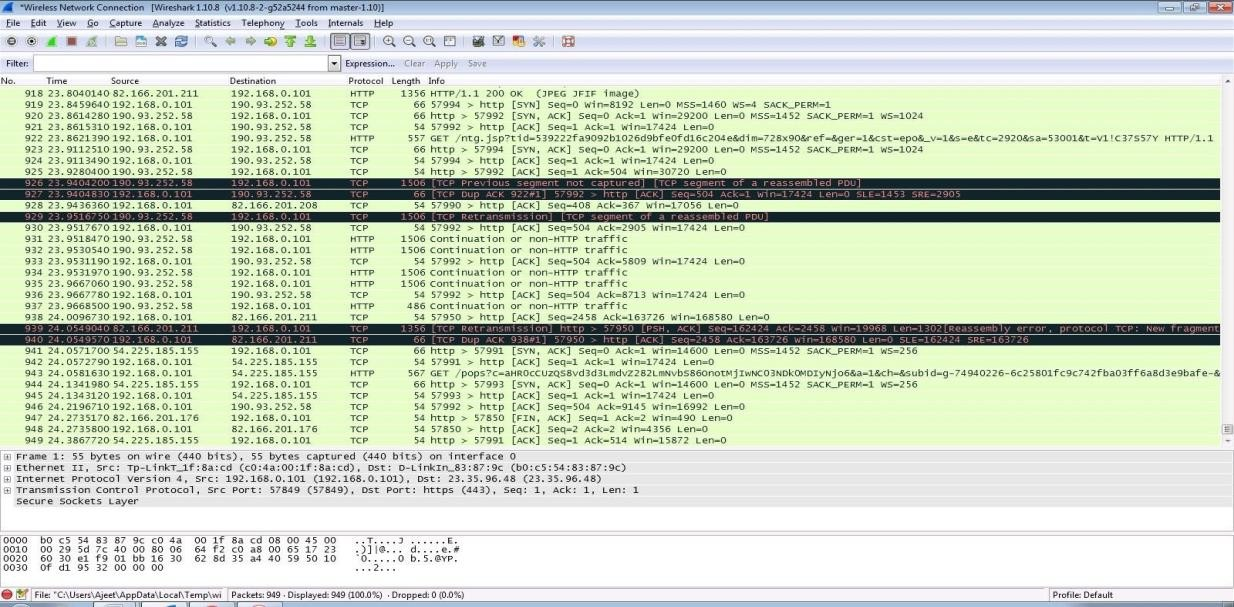 *Wireless Network Connection [Wireshark 1.10.8 (v1.10.8-2-g52a5244 from master-1.10)]
File Edit View Go Capture Analyze Statistics Telephony Tools Internals Help
Filter: Expression... Clear Apply Save
No. Time Source Destination Protocol Length Info
918 23.8040140 82.166.201.211 192.168.0.101 HTTP 1356 HTTP/1.1 200 OK (JPEG JFIF image)
919 23.8459640 192.168.0.101 190.93.252.58 TCP 66 57994 > http [SYN] Seq=0 Win=8192 Len=0 MSS=1460 WS=4 SACK_PERM=1
920 23.8614280 190.93.252.58 192.168.0.101 TCP 66 http > 57992 [SYN, ACK] Seq=0 Ack=1 Win=29200 Len=0 MSS=1452 SACK_PERM=1 WS=1024
921 23.8615310 192.168.0.101 190.93.252.58 TCP 54 57992 > http [ACK] Seq=1 Ack=1 Win=17424 Len=0
922 23.8621390 192.168.0.101 190.93.252.58 HTTP 557 GET /ntg.jsp?tid=539222fa9092b1026d9bfe0fd16c204e&dim=728x90&ref=&ger=1&cst=epo&_v=1&s=e&tc=2920&sa=53001&t=V1!C37S57Y HTTP/1.1
923 23.9112510 190.93.252.58 192.168.0.101 TCP 66 http > 57994 [SYN, ACK] Seq=0 Ack=1 Win=29200 Len=0 MSS=1452 SACK_PERM=1 WS=1024
924 23.9113490 192.168.0.101 190.93.252.58 TCP 54 57994 > http [ACK] Seq=1 Ack=1 Win=17424 Len=0
925 23.9280400 190.93.252.58 192.168.0.101 TCP 54 http > 57992 [ACK] Seq=1 Ack=504 Win=30720 Len=0
926 23.9404200 190.93.252.58 192.168.0.101 TCP 1506 [TCP Previous segment not captured] [TCP segment of a reassembled PDU]
927 23.9404830 192.168.0.101 190.93.252.58 TCP 66 [TCP Dup ACK 922#1] 57992 > http [ACK] Seq=504 Ack=1 Win=17424 Len=0 SLE=1453 SRE=2905
928 23.9436360 192.168.0.101 82.166.201.208 TCP 54 57990 > http [ACK] Seq=408 Ack=367 Win=17056 Len=0
929 23.9516750 190.93.252.58 192.168.0.101 TCP 1506 [TCP Retransmission] [TCP segment of a reassembled PDU]
930 23.9517670 192.168.0.101 190.93.252.58 TCP 54 57992 > http [ACK] Seq=504 Ack=2905 Win=17424 Len=0
931 23.9518470 190.93.252.58 192.168.0.101 HTTP 1506 Continuation or non-HTTP traffic
932 23.9530540 190.93.252.58 192.168.0.101 HTTP 1506 Continuation or non-HTTP traffic
933 23.9531190 192.168.0.101 190.93.252.58 TCP 54 57992 > http [ACK] Seq=504 Ack=5809 Win=17424 Len=0
934 23.9531970 190.93.252.58 192.168.0.101 HTTP 1506 Continuation or non-HTTP traffic
935 23.9667060 190.93.252.58 192.168.0.101 HTTP 1506 Continuation or non-HTTP traffic
936 23.9667780 192.168.0.101 190.93.252.58 TCP 54 57992 > http [ACK] Seq=504 Ack=8713 Win=17424 Len=0
937 23.9668500 190.93.252.58 192.168.0.101 HTTP 486 Continuation or non-HTTP traffic
938 24.0096730 192.168.0.101 82.166.201.211 TCP 54 57950 > http [ACK] Seq=2458 Ack=163726 Win=168580 Len=0
939 24.0549040 82.166.201.211 192.168.0.101 TCP 1356 [TCP Retransmission] http > 57950 [PSH, ACK] Seq=162424 Ack=2458 Win=19968 Len=1302[Reassembly error, protocol TCP: New fragment
940 24.0549570 192.168.0.101 82.166.201.211 TCP 66 [TCP Dup ACK 938#1] 57950 > http [ACK] Seq=2458 Ack=163726 Win=168580 Len=0 SLE=162424 SRE=163726
941 24.0571700 54.225.185.155 192.168.0.101 TCP 66 http > 57991 [SYN, ACK] Seq=0 Ack=1 Win=14600 Len=0 MSS=1452 SACK_PERM=1 WS=256
942 24.0572790 192.168.0.101 54.225.185.155 TCP 54 57991 > http [ACK] Seq=1 Ack=1 Win=17424 Len=0
943 24.0581630 192.168.0.101 54.225.185.155 HTTP 567 GET
944 24.1341980 54.225.185.155 192.168.0.101 TCP 66 http > 57993 [SYN, ACK] Seq=0 Ack=1 Win=14600 Len=0 MSS=1452 SACK_PERM=1 WS=256
945 24.1343120 192.168.0.101 54.225.185.155 TCP 54 57993 > http [ACK] Seq=1 Ack=1 Win=17424 Len=0
946 24.2196710 192.168.0.101 190.93.252.58 TCP 54 57992 > http [ACK] Seq=504 Ack=9145 Win=16992 Len=0
947 24.2735170 82.166.201.176 192.168.0.101 TCP 54 http > 57850 [FIN, ACK] Seq=1 Ack=2 Win=490 Len=0
948 24.2735800 192.168.0.101 82.166.201.176 TCP 54 57850 > http [ACK] Seq=2 Ack=2 Win=4356 Len=0
949 24.3867720 54.225.185.155 192.168.0.101 TCP 54 http > 57991 [ACK] Seq=1 Ack=514 Win=15872 Len=0
Frame 1: 55 bytes on wire (440 bits), 55 bytes captured (440 bits) on interface 0
Ethernet II, Src: Tp-LinkT_1f:8a:cd (c0:4a:00:1f:8a:cd), Dst: D-LinkIn_83:87:9c (b0:c5:54:83:87:9c)
Internet Protocol Version 4, Src: 192.168.0.101 (192.168.0.101), Dst: 23.35.96.48 (23.35.96.48)
Transmission Control Protocol, Src Port: 57849 (57849), Dst Port: https (443), Seq: 1, Ack: 1, Len: 1
Secure Sockets Layer
0000 b0 c5 54 83 87 9c c0 4a 00 1f 8a cd 08 00 45 00 ..T....J ......E.
0010 00 29 5d 7c 40 00 80 06 64 f2 c0 a8 00 65 17 23 .)]|@... d....e.#
0020 60 30 e1 f9 01 bb 16 30 62 8d 35 a4 40 59 50 10 `0.....0 b.5.@YP.
0030 0f d1 95 32 00 00 00 ...2...
File: "C:\Users\Ajeet\AppData\Local\Temp\wi Packets: 949 · Displayed: 949 (100.0%) · Dropped: 0 (0.0%) Profile: Default